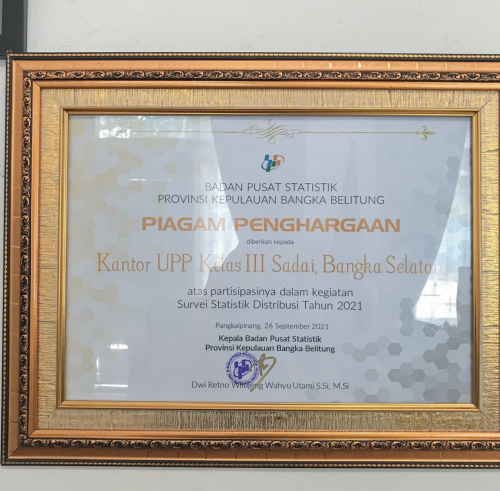 BADAN PUSAT STATISTIK
PROVINSI KEPULAUAN BANGKA BELITUNG
PIAGAM PENGHARGAAN
diberikan kepada
Kantor UPP Kelas III Sadai, Bangka Selatan
atas partisipasinya dalam kegiatan
Survei Statistik Distribusi Tahun 2021
Pangkalpinang, 26 September 2021
Kepala Badan Pusat Statistik
Provinsi Kepulauan Bangka Belitung
Dwi Retno Wilujeng Wahyu Utami S.Si, M.Si